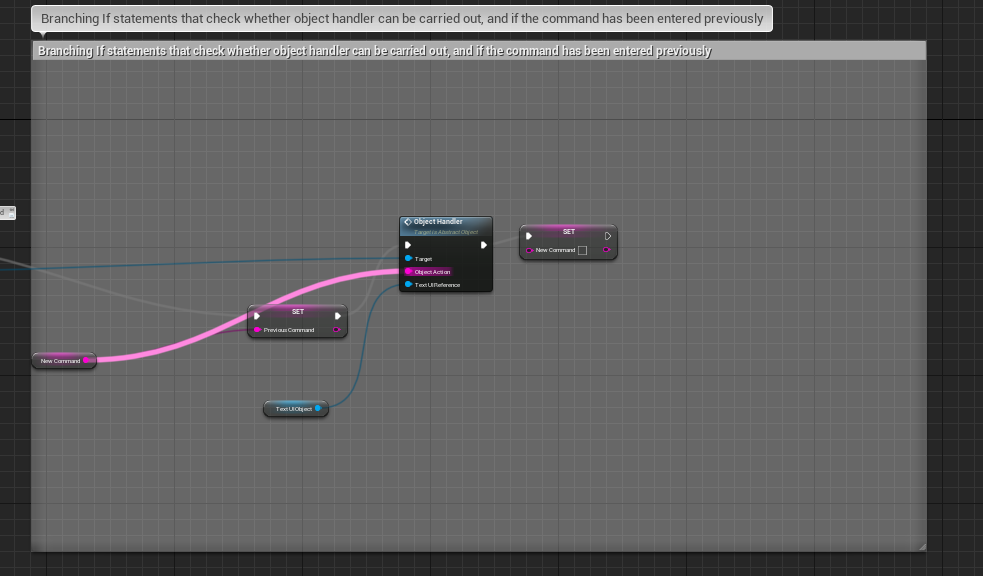 Branching If statements that check whether object handler can be carried out, and if the command has been entered previously
Branching If statements that check whether object handler can be carried out, and if the command has been entered previously
d
Object Handler
Target is Abstract Object
Target
Object Action
Text UI Reference
SET
New Command
SET
Previous Command
New Command
Text UI Object